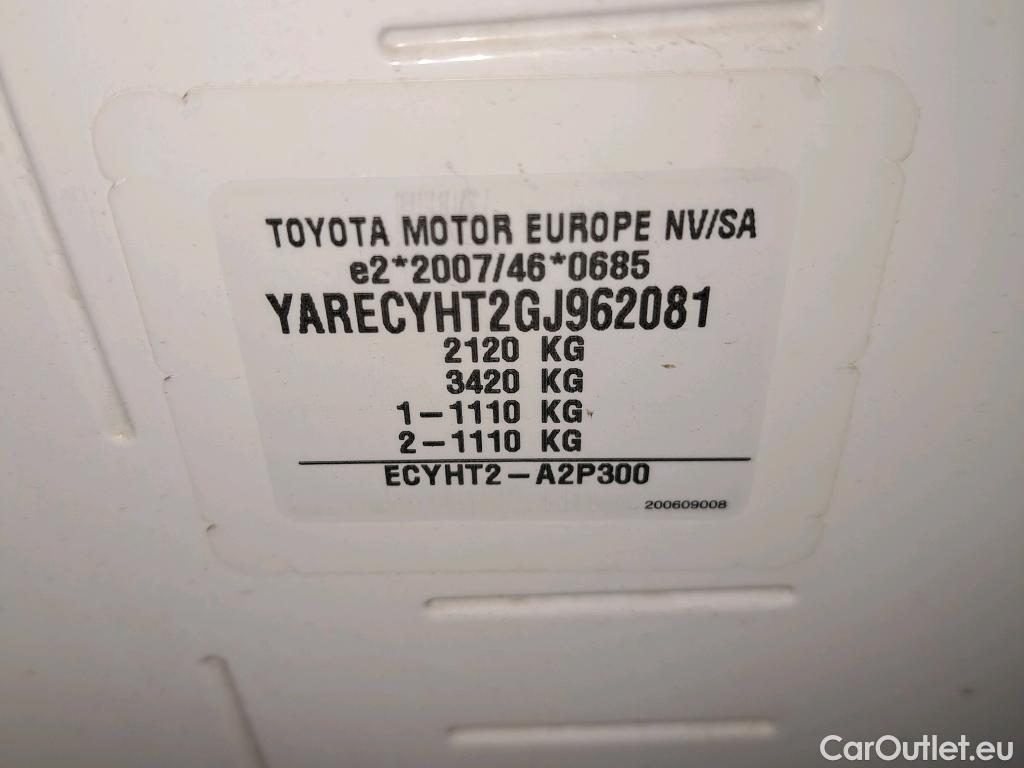 TOYOTA MOTOR EUROPE NV/SA
e2*2007/46*0685
YARECYHT2GJ962081
2120 KG
3420 KG
1-1110 KG
2-1110 KG
ECYHT2-A2P300
200609008
CarOutlet.eu